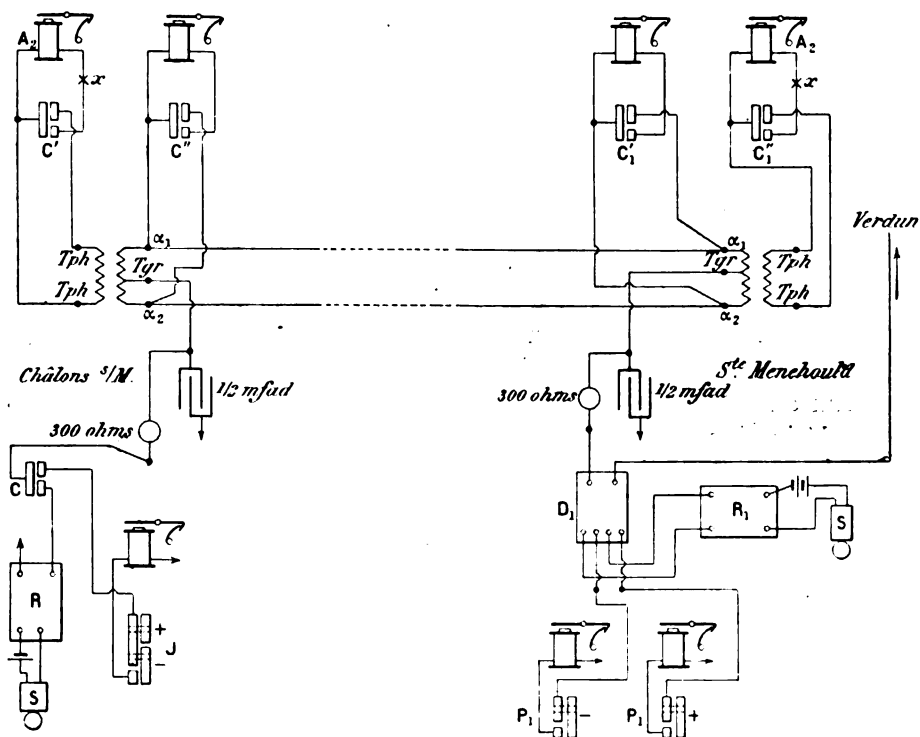 A₂
x
C'
C"
C'₁
C"₁
A₂
x
Verdun
Tph
Tph
α₁
Tgr
α₂
α₁
Tgr
α₂
Tph
Tph
Châlons s/M.
1/2 mfad
300 ohms
Sᵗᵉ Menehould
1/2 mfad
300 ohms
C
R
S
+
J
-
D₁
R₁
S
P₁
-
P₁
+